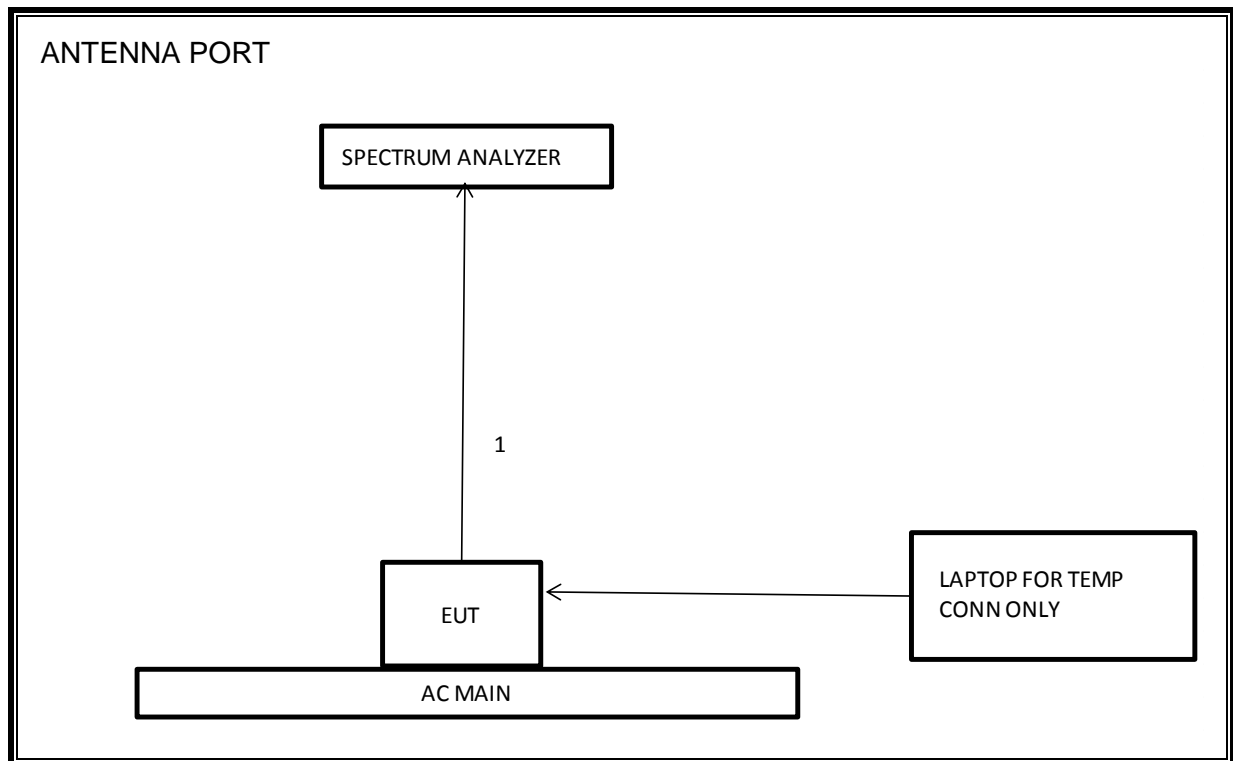 ANTENNA PORT
SPECTRUM ANALYZER
1
EUT
LAPTOP FOR TEMP
CONN ONLY
AC MAIN